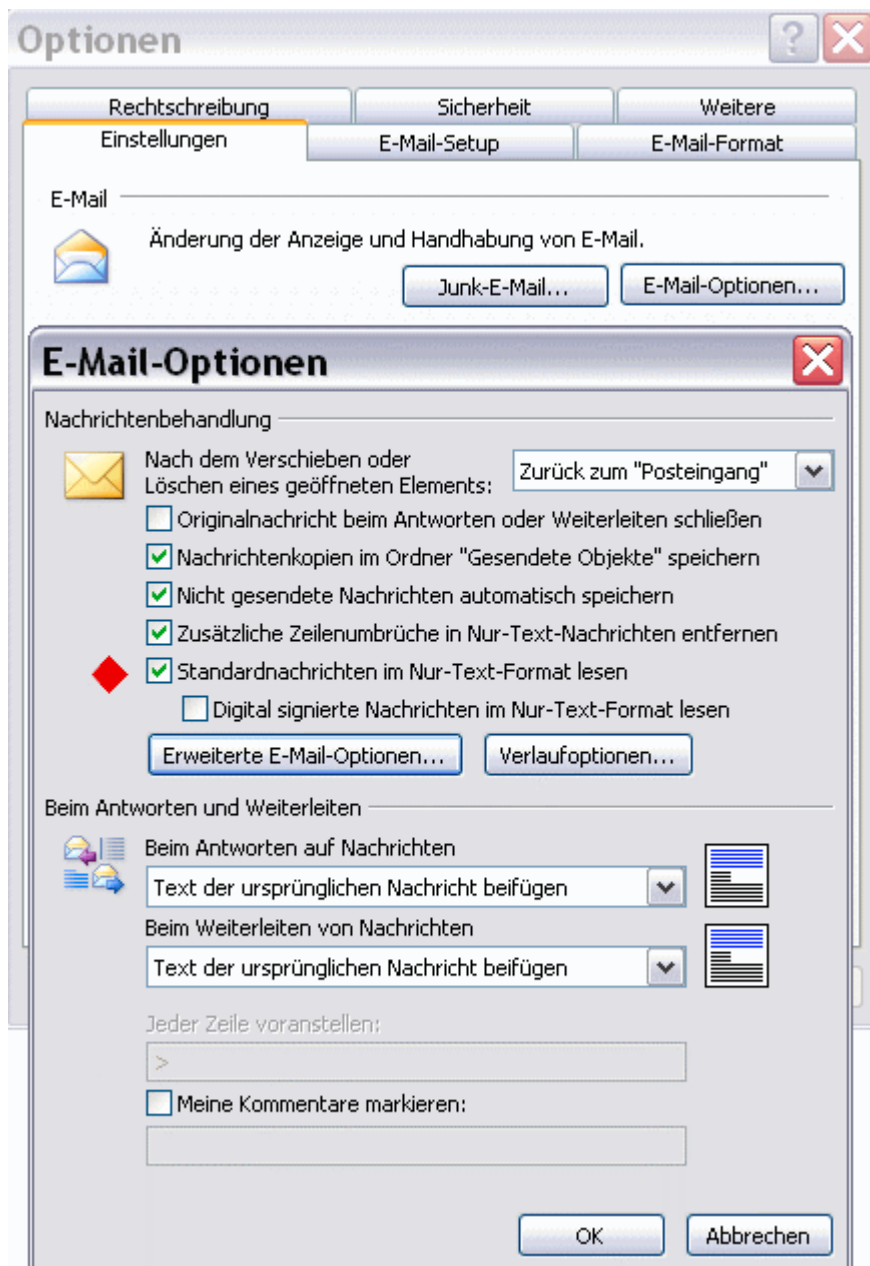 Optionen
Rechtschreibung
Sicherheit
Weitere
Einstellungen
E-Mail-Setup
E-Mail-Format
E-Mail
Änderung der Anzeige und Handhabung von E-Mail.
Junk-E-Mail...
E-Mail-Optionen...
E-Mail-Optionen
Nachrichtenbehandlung
Nach dem Verschieben oder
Löschen eines geöffneten Elements:
Zurück zum "Posteingang"
Originalnachricht beim Antworten oder Weiterleiten schließen
Nachrichtenkopien im Ordner "Gesendete Objekte" speichern
Nicht gesendete Nachrichten automatisch speichern
Zusätzliche Zeilenumbrüche in Nur-Text-Nachrichten entfernen
Standardnachrichten im Nur-Text-Format lesen
Digital signierte Nachrichten im Nur-Text-Format lesen
Erweiterte E-Mail-Optionen...
Verlaufoptionen...
Beim Antworten und Weiterleiten
Beim Antworten auf Nachrichten
Text der ursprünglichen Nachricht beifügen
Beim Weiterleiten von Nachrichten
Text der ursprünglichen Nachricht beifügen
Jeder Zeile voranstellen:
>
Meine Kommentare markieren:
OK
Abbrechen